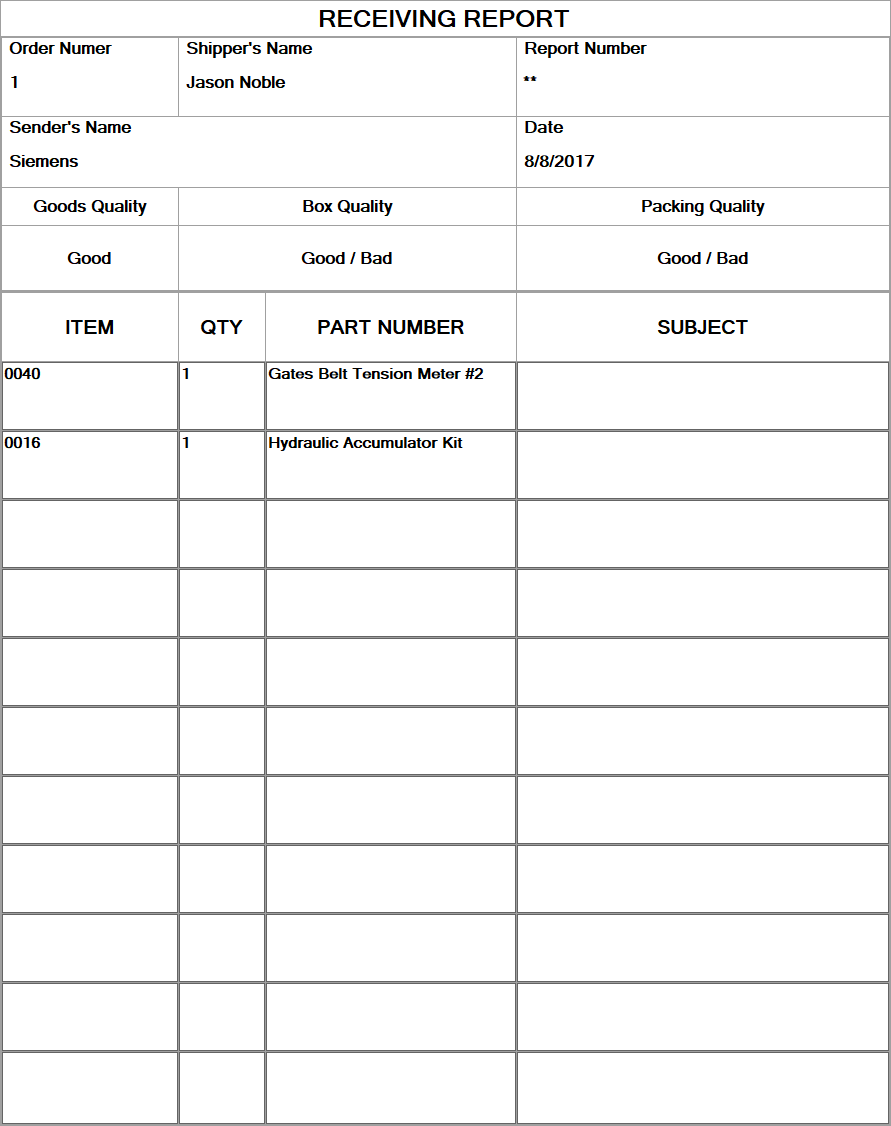 RECEIVING REPORT
Order Numer Shipper's Name Report Number
1 Jason Noble **
Sender's Name Date
Siemens 8/8/2017
Goods Quality Box Quality Packing Quality
Good Good / Bad Good / Bad
ITEM QTY PART NUMBER SUBJECT
0040 1 Gates Belt Tension Meter #2
0016 1 Hydraulic Accumulator Kit